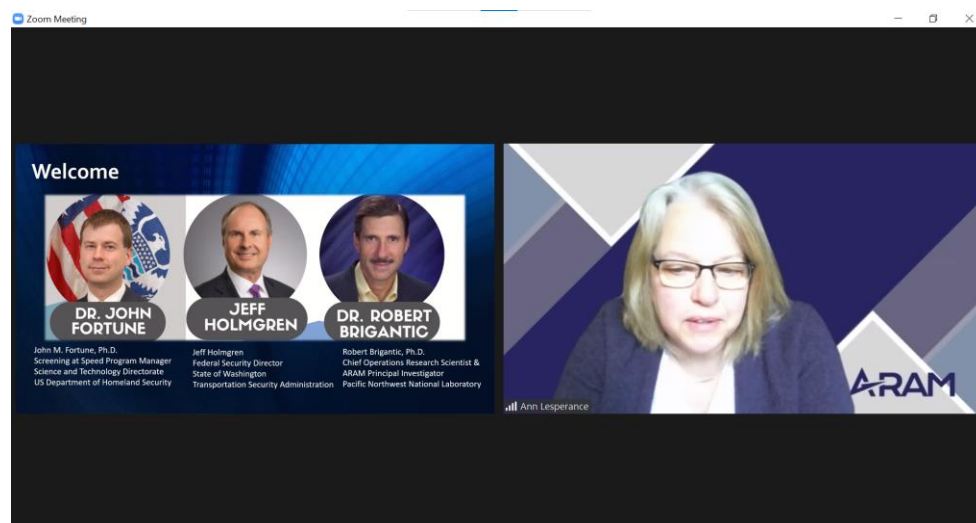 Zoom Meeting
Welcome
DR. JOHN
FORTUNE
JEFF
HOLMGREN
DR. ROBERT
BRIGANTIC
John M. Fortune, Ph.D.
Screening at Speed Program Manager
Science and Technology Directorate
US Department of Homeland Security
Jeff Holmgren
Federal Security Director
State of Washington
Transportation Security Administration
Robert Brigantic, Ph.D.
Chief Operations Research Scientist &
ARAM Principal Investigator
Pacific Northwest National Laboratory
Ann Lesperance
ARAM